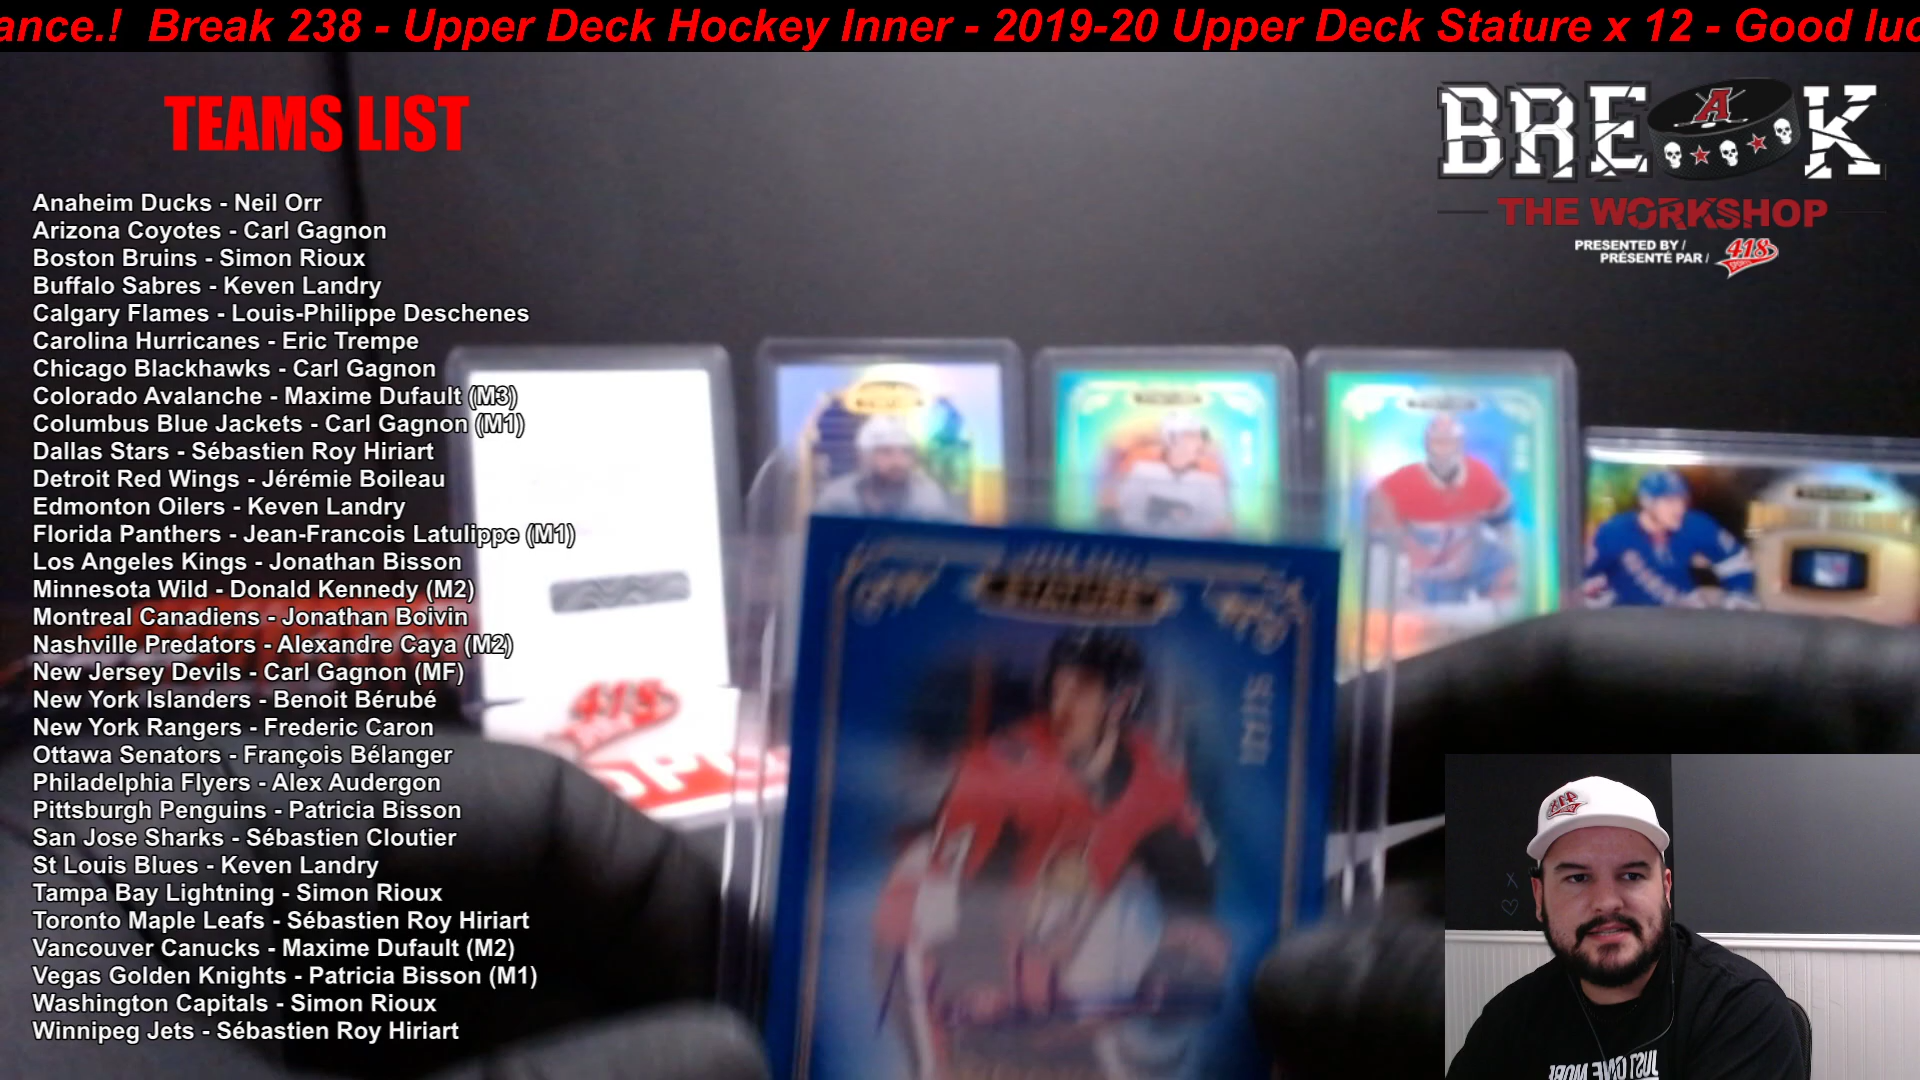 ance.!  Break 238 - Upper Deck Hockey Inner - 2019-20 Upper Deck Stature x 12 - Good luc
TEAMS LIST
BREAK
THE WORKSHOP
PRESENTED BY /
PRÉSENTÉ PAR /
418
Anaheim Ducks - Neil Orr
Arizona Coyotes - Carl Gagnon
Boston Bruins - Simon Rioux
Buffalo Sabres - Keven Landry
Calgary Flames - Louis-Philippe Deschenes
Carolina Hurricanes - Eric Trempe
Chicago Blackhawks - Carl Gagnon
Colorado Avalanche - Maxime Dufault (M3)
Columbus Blue Jackets - Carl Gagnon (M1)
Dallas Stars - Sébastien Roy Hiriart
Detroit Red Wings - Jérémie Boileau
Edmonton Oilers - Keven Landry
Florida Panthers - Jean-Francois Latulippe (M1)
Los Angeles Kings - Jonathan Bisson
Minnesota Wild - Donald Kennedy (M2)
Montreal Canadiens - Jonathan Boivin
Nashville Predators - Alexandre Caya (M2)
New Jersey Devils - Carl Gagnon (MF)
New York Islanders - Benoit Bérubé
New York Rangers - Frederic Caron
Ottawa Senators - François Bélanger
Philadelphia Flyers - Alex Audergon
Pittsburgh Penguins - Patricia Bisson
San Jose Sharks - Sébastien Cloutier
St Louis Blues - Keven Landry
Tampa Bay Lightning - Simon Rioux
Toronto Maple Leafs - Sébastien Roy Hiriart
Vancouver Canucks - Maxime Dufault (M2)
Vegas Golden Knights - Patricia Bisson (M1)
Washington Capitals - Simon Rioux
Winnipeg Jets - Sébastien Roy Hiriart
418
STATURE
418
JUST ONE MORE